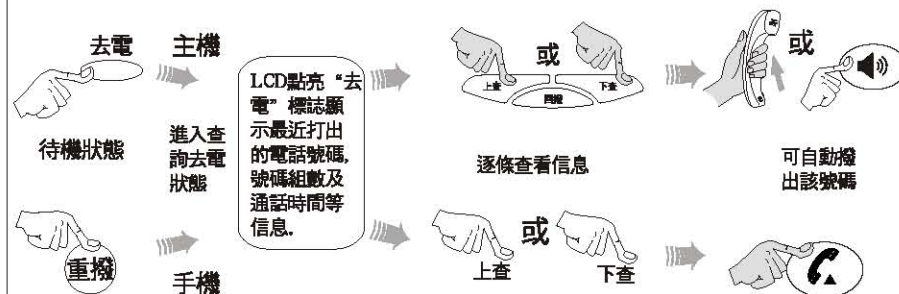 去電
主機
待機狀態
進入查
詢去電
狀態
LCD點亮“去
電”標誌顯
示最近打出
的電話號碼,
號碼組數及
通話時間等
信息.
或
上查
下查
回撥
逐條查看信息
或
可自動撥
出該號碼
重撥
手機
上查
或
下查